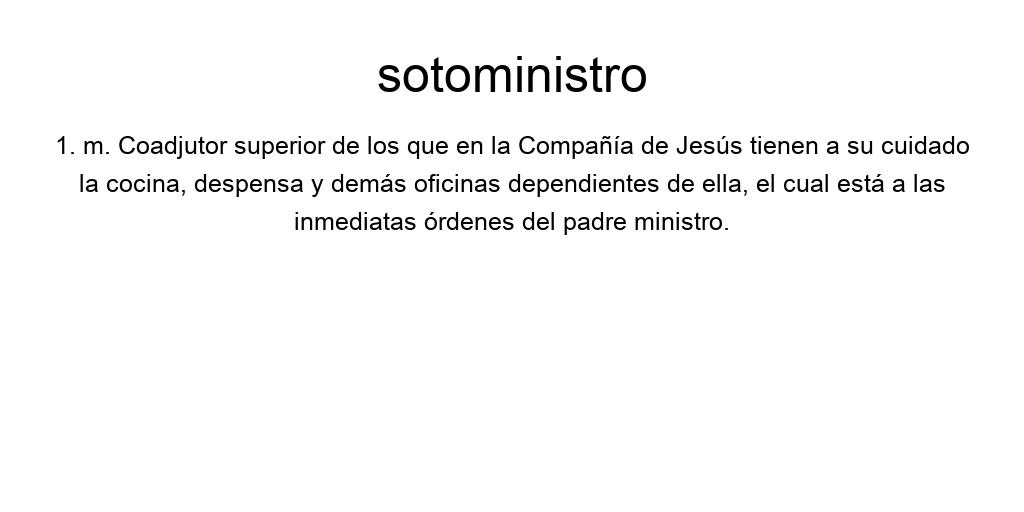 sotoministro
1. m. Coadjutor superior de los que en la Compañía de Jesús tienen a su cuidado
la cocina, despensa y demás oficinas dependientes de ella, el cual está a las
inmediatas órdenes del padre ministro.